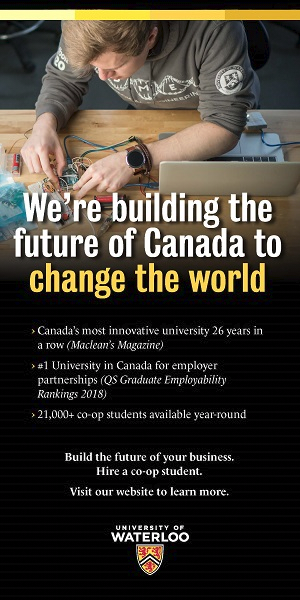 We're building the
future of Canada to
change the world
› Canada's most innovative university 26 years in
a row (Maclean's Magazine)
› #1 University in Canada for employer
partnerships (QS Graduate Employability
Rankings 2018)
› 21,000+ co-op students available year-round
Build the future of your business.
Hire a co-op student.
Visit our website to learn more.
UNIVERSITY OF
WATERLOO